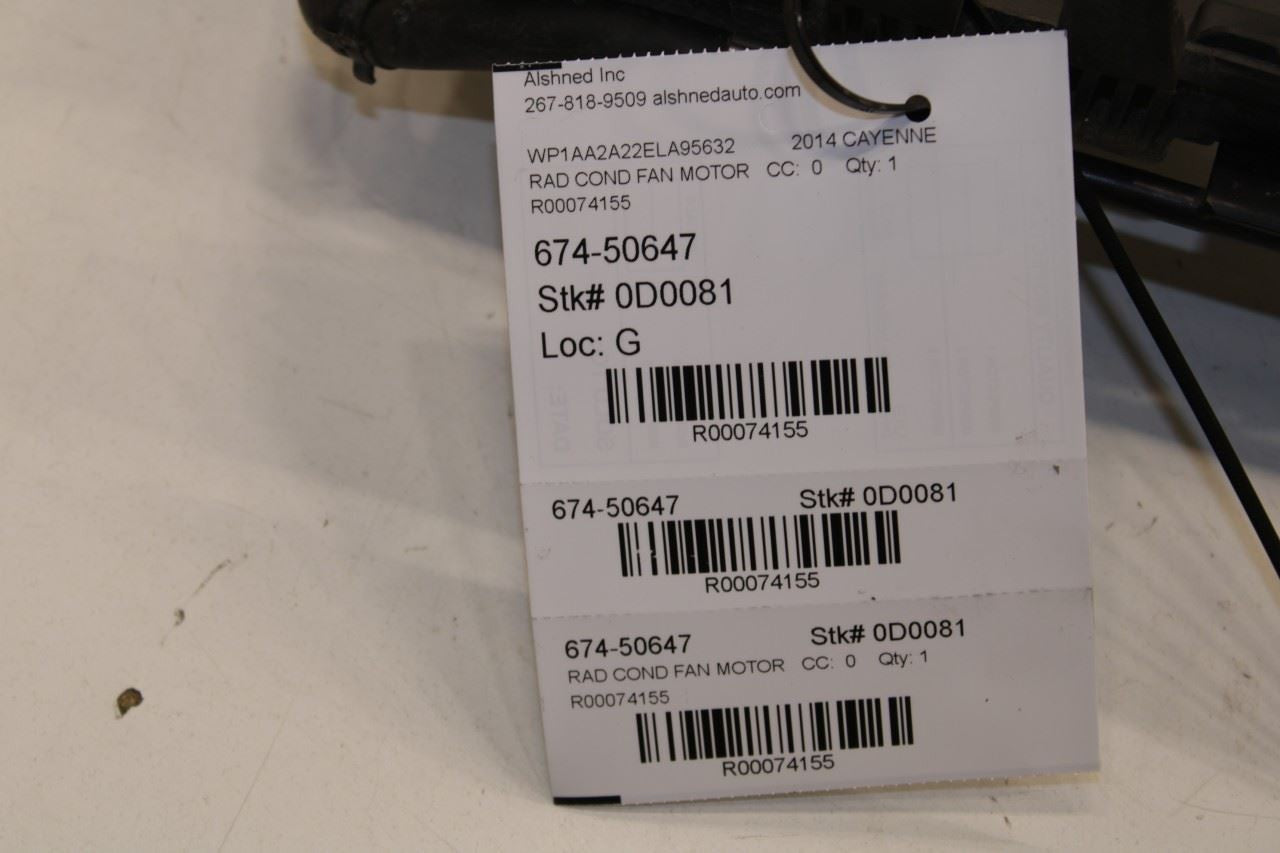 Alshned Inc
267-818-9509 alshnedauto.com
WP1AA2A22ELA95632 2014 CAYENNE
RAD COND FAN MOTOR CC: 0 Qty: 1
R00074155
674-50647
Stk# 0D0081
Loc: G
R00074155
674-50647 Stk# 0D0081
R00074155
674-50647 Stk# 0D0081
RAD COND FAN MOTOR CC: 0 Qty: 1
R00074155
R00074155